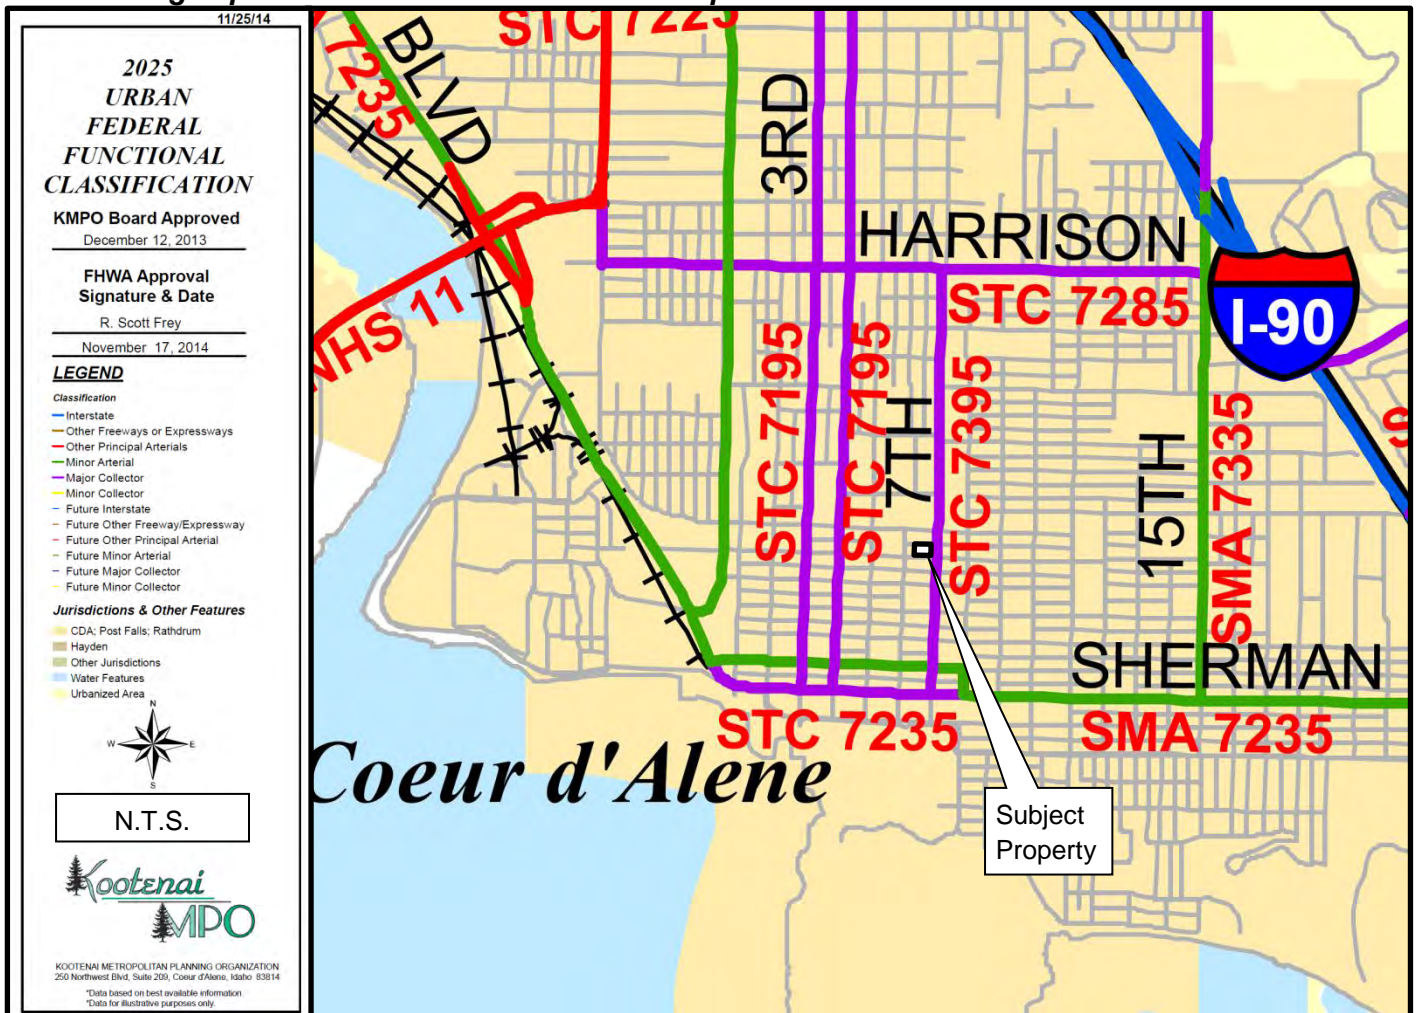 11/25/14
2025
URBAN
FEDERAL
FUNCTIONAL
CLASSIFICATION
KMPO Board Approved
December 12, 2013
FHWA Approval
Signature & Date
R. Scott Frey
November 17, 2014
LEGEND
Classification
Interstate
Other Freeways or Expressways
Other Principal Arterials
Minor Arterial
Major Collector
Minor Collector
Future Interstate
Future Other Freeway/Expressway
Future Other Principal Arterial
Future Minor Arterial
Future Major Collector
Future Minor Collector
Jurisdictions & Other Features
CDA; Post Falls; Rathdrum
Hayden
Other Jurisdictions
Water Features
Urbanized Area
N
W E
S
N.T.S.
Kootenai
MPO
KOOTENAI METROPOLITAN PLANNING ORGANIZATION
250 Northwest Blvd, Suite 209, Coeur d'Alene, Idaho 83814
*Data based on best available information.
*Data for illustrative purposes only.
STC 7223
7235
BLVD
3RD
HARRISON
STC 7285
I-90
NHS 11
STC 7195
STC 7195
7TH
STC 7395
15TH
SMA 7335
SHERMAN
STC 7235
SMA 7235
Coeur d'Alene
Subject
Property